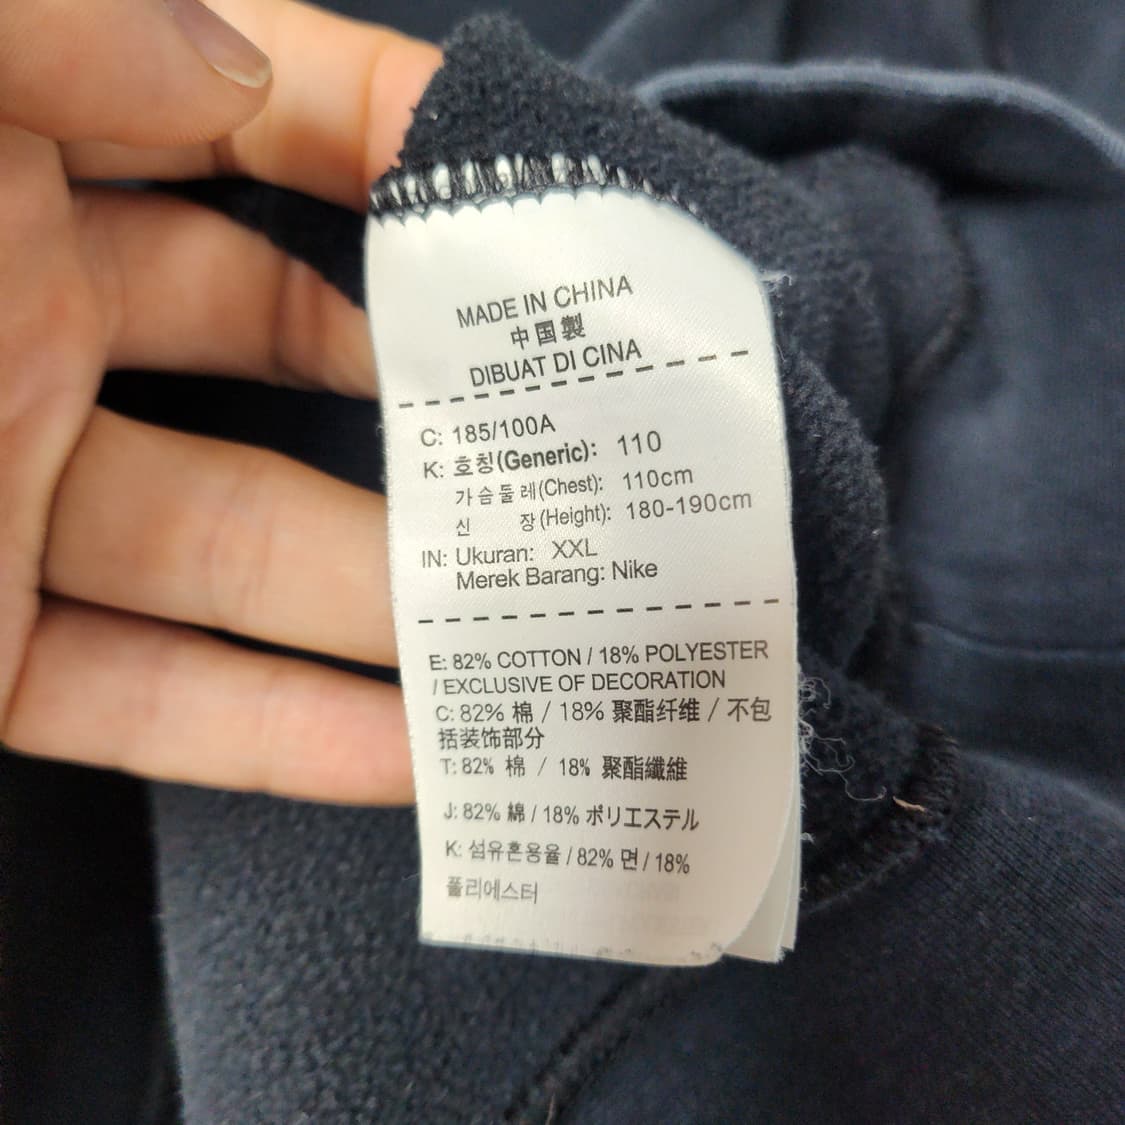 MADE IN CHINA
中国製
DIBUAT DI CINA
C: 185/100A
K: 호칭(Generic): 110
가슴둘레(Chest): 110cm
신 장(Height): 180-190cm
IN: Ukuran: XXL
Merek Barang: Nike
E: 82% COTTON / 18% POLYESTER
/ EXCLUSIVE OF DECORATION
C: 82% 棉 / 18% 聚酯纤维 / 不包
括装饰部分
T: 82% 棉 / 18% 聚酯纖維
J: 82% 綿 / 18% ポリエステル
K: 섬유혼용율 / 82% 면 / 18%
폴리에스터